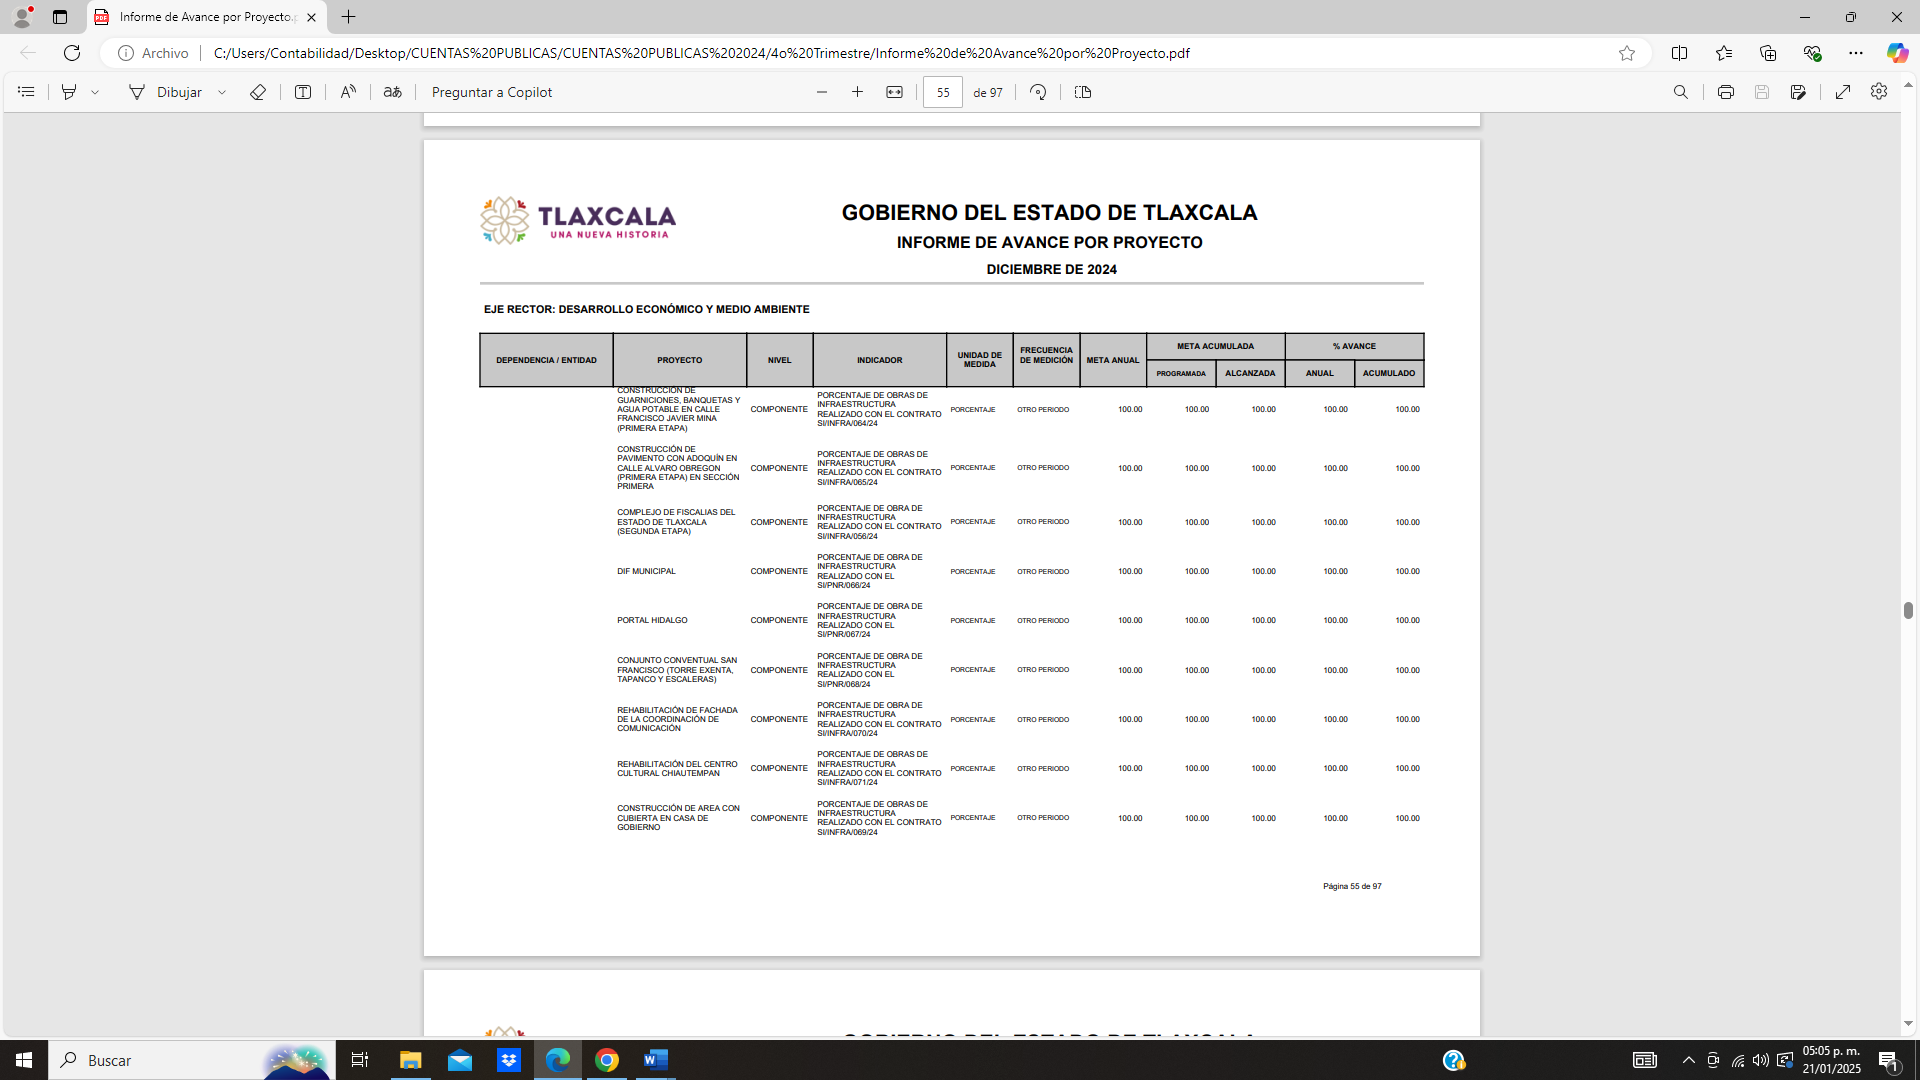 Informe de Avance por Proyecto.p
Archivo
C:/Users/Contabilidad/Desktop/CUENTAS%20PUBLICAS/CUENTAS%20PUBLICAS%202024/4o%20Trimestre/Informe%20de%20Avance%20por%20Proyecto.pdf
Dibujar
Preguntar a Copilot
55 de 97
TLAXCALA
UNA NUEVA HISTORIA
GOBIERNO DEL ESTADO DE TLAXCALA
INFORME DE AVANCE POR PROYECTO
DICIEMBRE DE 2024
EJE RECTOR: DESARROLLO ECONÓMICO Y MEDIO AMBIENTE
DEPENDENCIA / ENTIDAD
PROYECTO
NIVEL
INDICADOR
UNIDAD DE
MEDIDA
FRECUENCIA
DE MEDICIÓN
META ANUAL
META ACUMULADA
PROGRAMADA
ALCANZADA
% AVANCE
ANUAL
ACUMULADO
CONSTRUCCIÓN DE
GUARNICIONES, BANQUETAS Y
AGUA POTABLE EN CALLE
FRANCISCO JAVIER MINA
(PRIMERA ETAPA)
COMPONENTE
PORCENTAJE DE OBRAS DE
INFRAESTRUCTURA
REALIZADO CON EL CONTRATO
SI/INFRA/064/24
PORCENTAJE
OTRO PERIODO
100.00 100.00 100.00 100.00 100.00
CONSTRUCCIÓN DE
PAVIMENTO CON ADOQUÍN EN
CALLE ALVARO OBREGON
(PRIMERA ETAPA) EN SECCIÓN
PRIMERA
COMPONENTE
PORCENTAJE DE OBRAS DE
INFRAESTRUCTURA
REALIZADO CON EL CONTRATO
SI/INFRA/065/24
PORCENTAJE
OTRO PERIODO
100.00 100.00 100.00 100.00 100.00
COMPLEJO DE FISCALIAS DEL
ESTADO DE TLAXCALA
(SEGUNDA ETAPA)
COMPONENTE
PORCENTAJE DE OBRA DE
INFRAESTRUCTURA
REALIZADO CON EL CONTRATO
SI/INFRA/056/24
PORCENTAJE
OTRO PERIODO
100.00 100.00 100.00 100.00 100.00
DIF MUNICIPAL
COMPONENTE
PORCENTAJE DE OBRA DE
INFRAESTRUCTURA
REALIZADO CON EL
SI/PNR/066/24
PORCENTAJE
OTRO PERIODO
100.00 100.00 100.00 100.00 100.00
PORTAL HIDALGO
COMPONENTE
PORCENTAJE DE OBRA DE
INFRAESTRUCTURA
REALIZADO CON EL
SI/PNR/067/24
PORCENTAJE
OTRO PERIODO
100.00 100.00 100.00 100.00 100.00
CONJUNTO CONVENTUAL SAN
FRANCISCO (TORRE EXENTA,
TAPANCO Y ESCALERAS)
COMPONENTE
PORCENTAJE DE OBRA DE
INFRAESTRUCTURA
REALIZADO CON EL
SI/PNR/068/24
PORCENTAJE
OTRO PERIODO
100.00 100.00 100.00 100.00 100.00
REHABILITACIÓN DE FACHADA
DE LA COORDINACIÓN DE
COMUNICACIÓN
COMPONENTE
PORCENTAJE DE OBRA DE
INFRAESTRUCTURA
REALIZADO CON EL CONTRATO
SI/INFRA/070/24
PORCENTAJE
OTRO PERIODO
100.00 100.00 100.00 100.00 100.00
REHABILITACIÓN DEL CENTRO
CULTURAL CHIAUTEMPAN
COMPONENTE
PORCENTAJE DE OBRAS DE
INFRAESTRUCTURA
REALIZADO CON EL CONTRATO
SI/INFRA/071/24
PORCENTAJE
OTRO PERIODO
100.00 100.00 100.00 100.00 100.00
CONSTRUCCIÓN DE AREA CON
CUBIERTA EN CASA DE
GOBIERNO
COMPONENTE
PORCENTAJE DE OBRAS DE
INFRAESTRUCTURA
REALIZADO CON EL CONTRATO
SI/INFRA/069/24
PORCENTAJE
OTRO PERIODO
100.00 100.00 100.00 100.00 100.00
Página 55 de 97
GOBIERNO DEL ESTADO DE TLAXCALA
Buscar
05:05 p. m.
21/01/2025
1